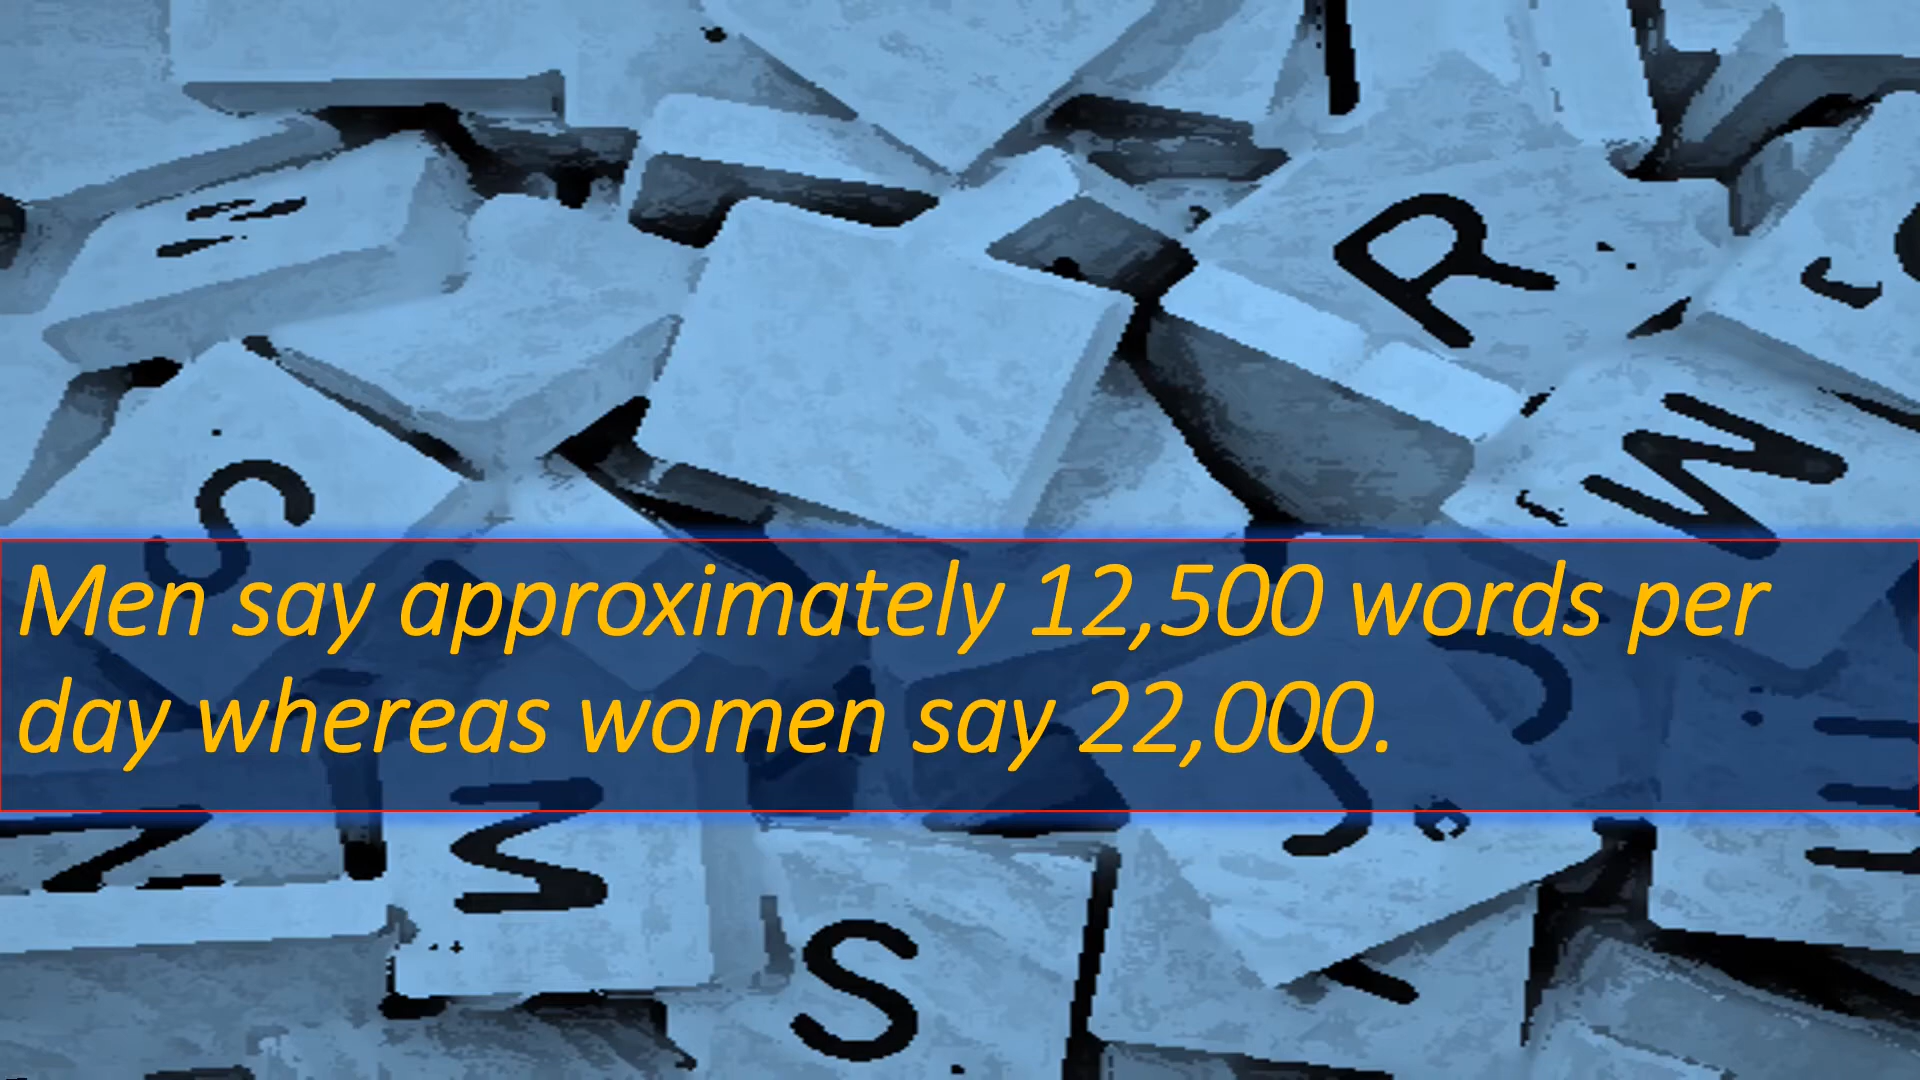 R
W
S
Men say approximately 12,500 words per
day whereas women say 22,000.
S